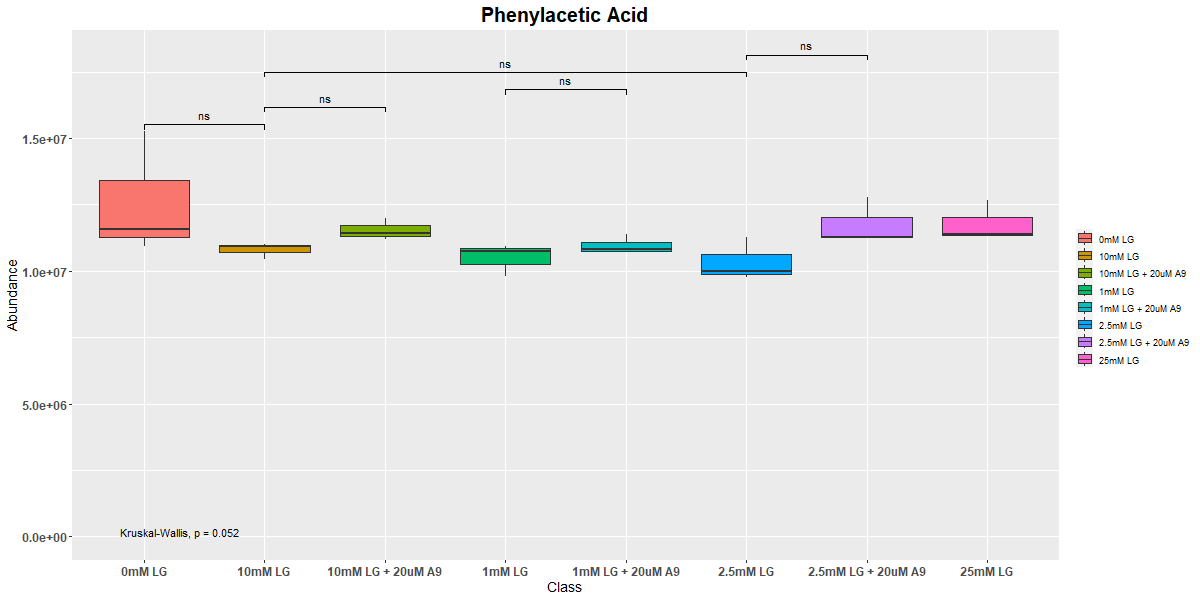 Phenylacetic Acid
ns
ns
ns
ns
ns
1.5e+07
1.0e+07
5.0e+06
0.0e+00
Abundance
Kruskal-Wallis, p = 0.052
0mM LG
10mM LG
10mM LG + 20uM A9
1mM LG
1mM LG + 20uM A9
2.5mM LG
2.5mM LG + 20uM A9
25mM LG
Class
0mM LG
10mM LG
10mM LG + 20uM A9
1mM LG
1mM LG + 20uM A9
2.5mM LG
2.5mM LG + 20uM A9
25mM LG